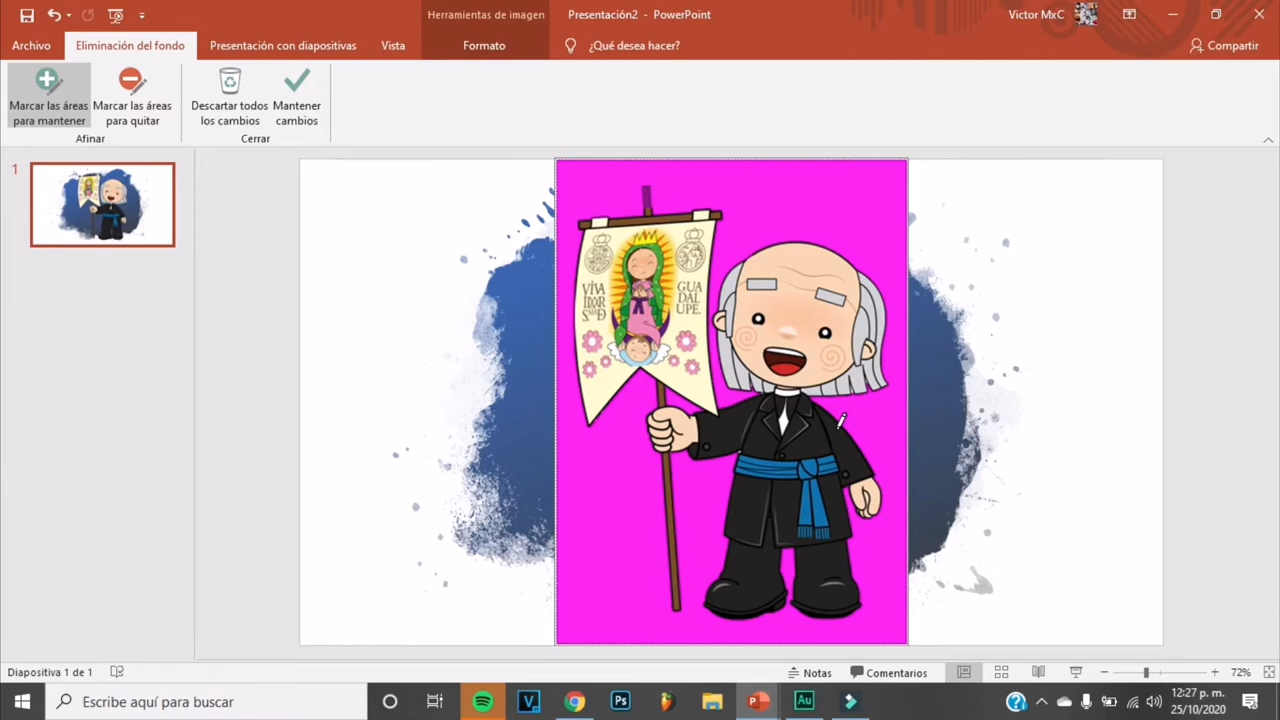 Herramientas de imagen
Presentación2 - PowerPoint
Victor MxC
Archivo
Eliminación del fondo
Presentación con diapositivas
Vista
Formato
¿Qué desea hacer?
Compartir
Marcar las áreas para mantener
Marcar las áreas para quitar
Descartar todos los cambios
Mantener cambios
Afinar
Cerrar
1
VIVA
GUA
DAL
UPE.
Diapositiva 1 de 1
Notas
Comentarios
72%
Escribe aquí para buscar
V
Ps
Au
12:27 p. m.
25/10/2020